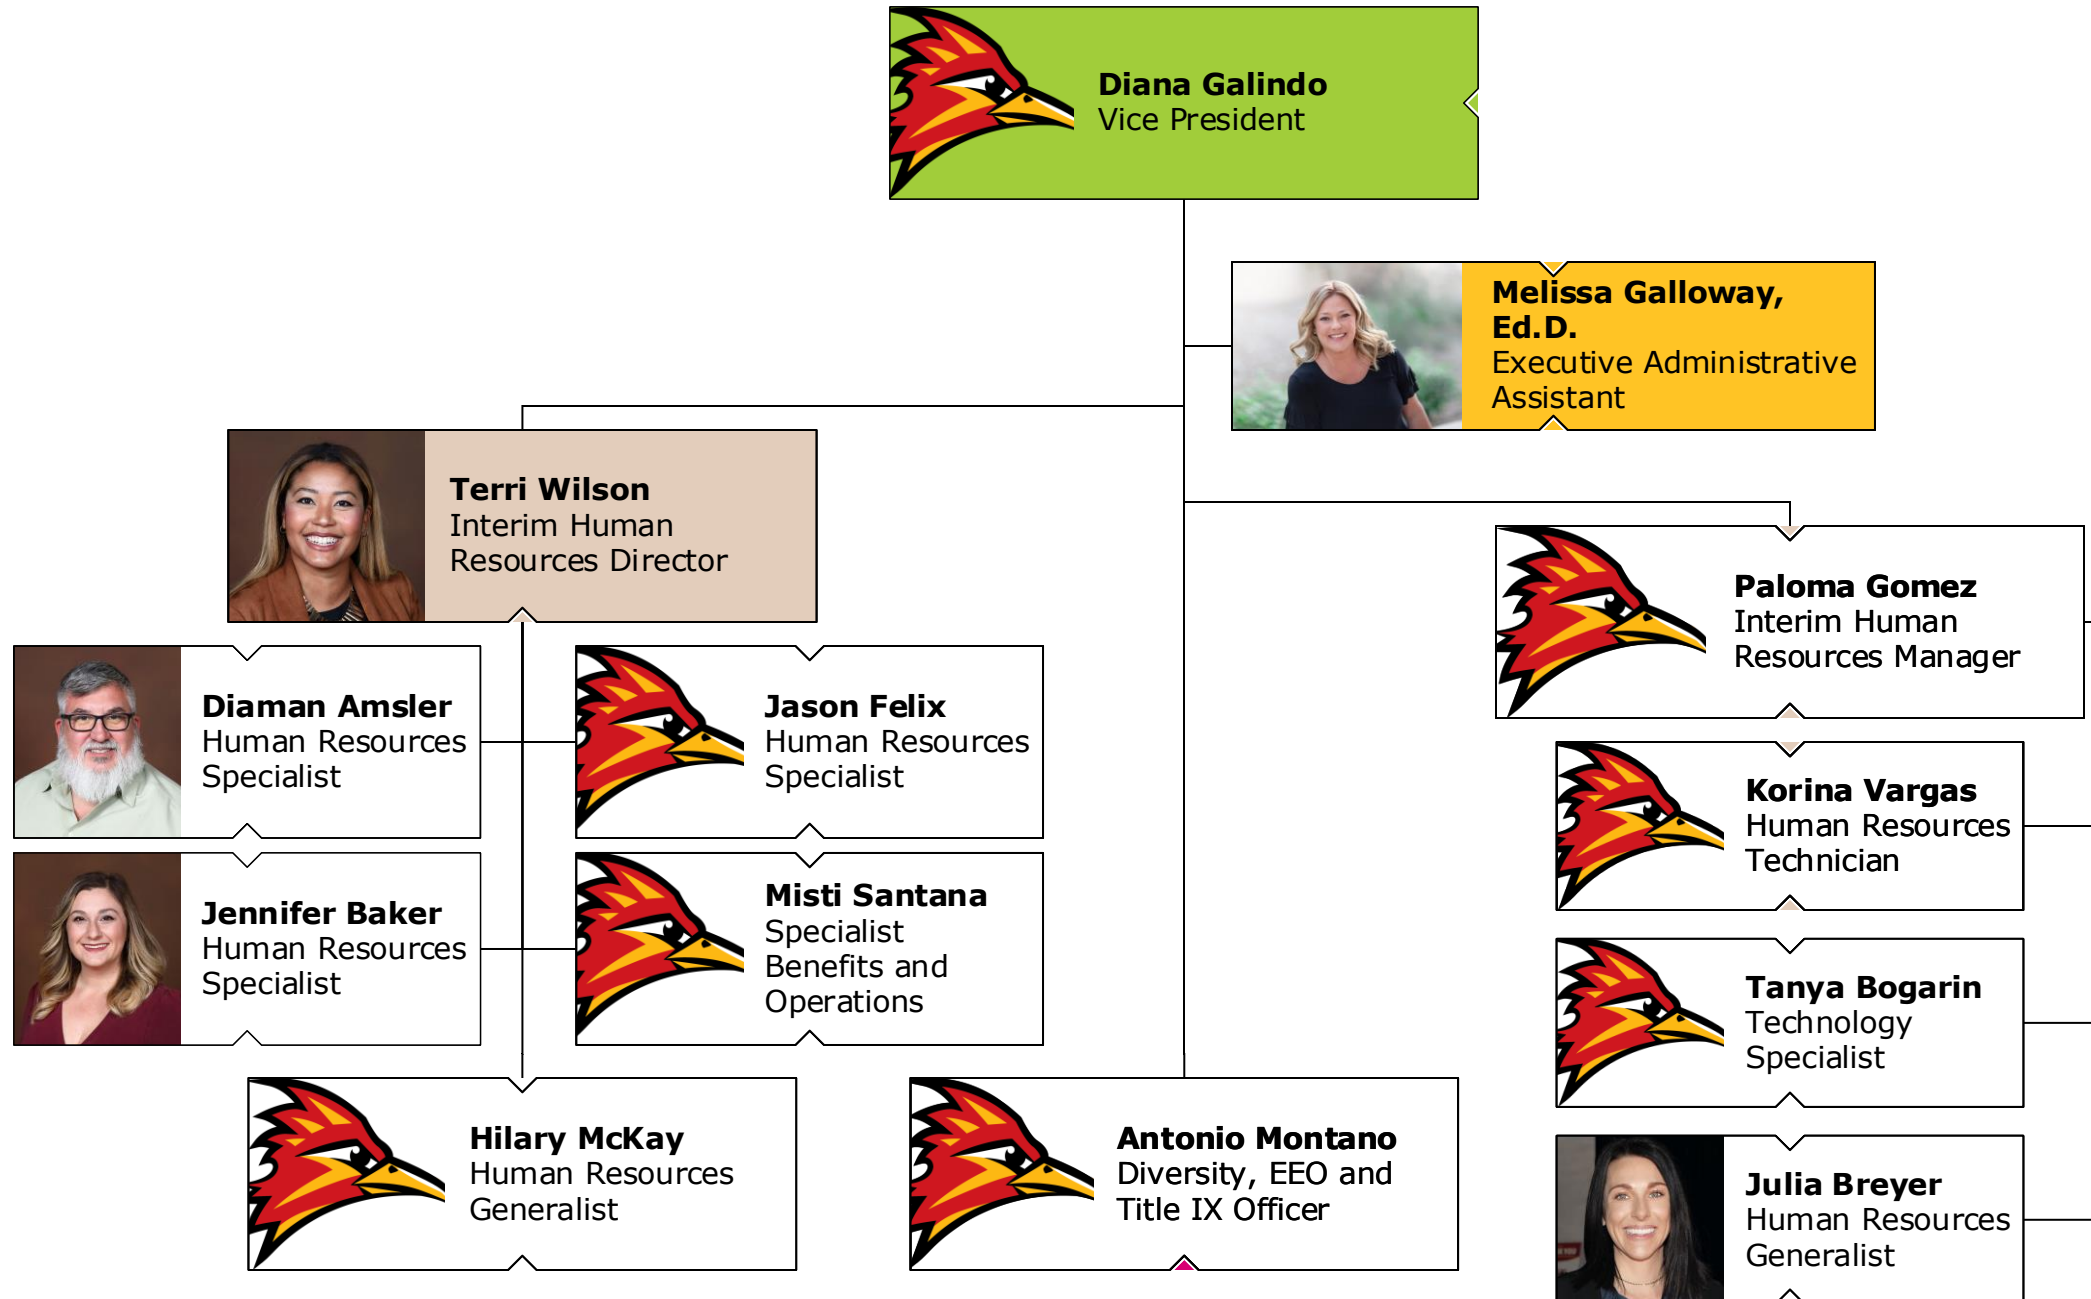 Diana Galindo
Vice President
Melissa Galloway,
Ed.D.
Executive Administrative
Assistant
Terri Wilson
Interim Human
Resources Director
Paloma Gomez
Interim Human
Resources Manager
Diaman Amsler
Human Resources
Specialist
Jason Felix
Human Resources
Specialist
Korina Vargas
Human Resources
Technician
Jennifer Baker
Human Resources
Specialist
Misti Santana
Specialist
Benefits and
Operations
Tanya Bogarin
Technology
Specialist
Hilary McKay
Human Resources
Generalist
Antonio Montano
Diversity, EEO and
Title IX Officer
Julia Breyer
Human Resources
Generalist